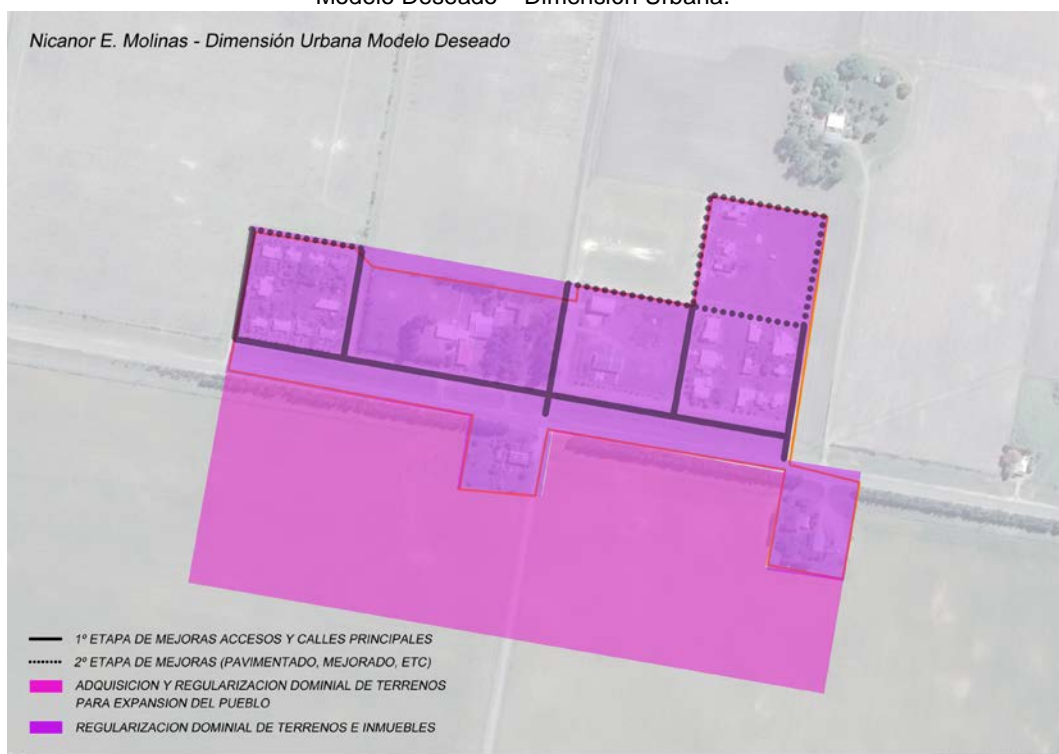 Modelo Deseado – Dimensión Urbana.
Nicanor E. Molinas - Dimensión Urbana Modelo Deseado
1º ETAPA DE MEJORAS ACCESOS Y CALLES PRINCIPALES
2º ETAPA DE MEJORAS (PAVIMENTADO, MEJORADO, ETC)
ADQUISICION Y REGULARIZACION DOMINIAL DE TERRENOS
PARA EXPANSION DEL PUEBLO
REGULARIZACION DOMINIAL DE TERRENOS E INMUEBLES